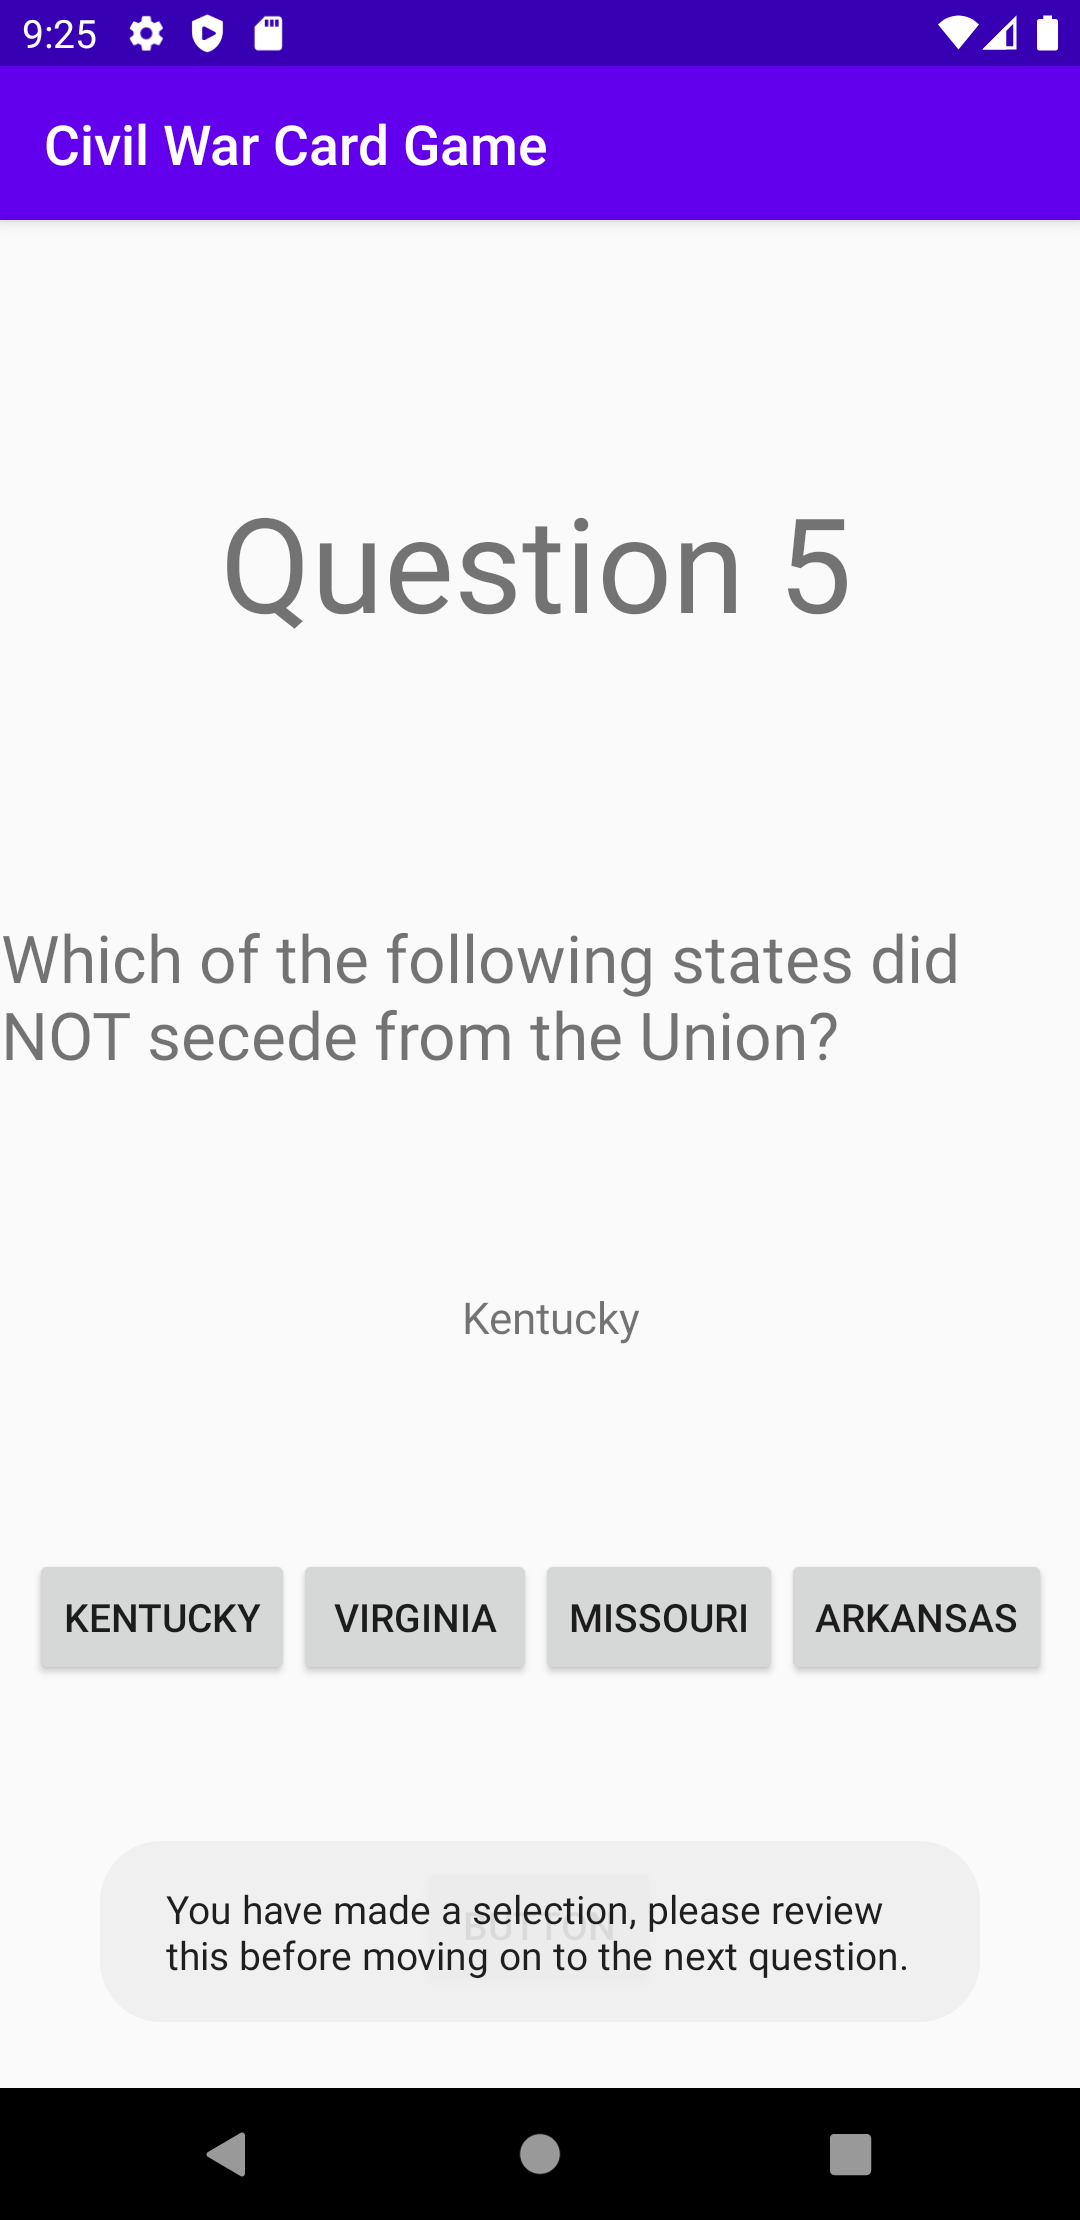 9:25
Civil War Card Game
Question 5
Which of the following states did
NOT secede from the Union?
Kentucky
KENTUCKY VIRGINIA MISSOURI ARKANSAS
BUTTON
You have made a selection, please review
this before moving on to the next question.